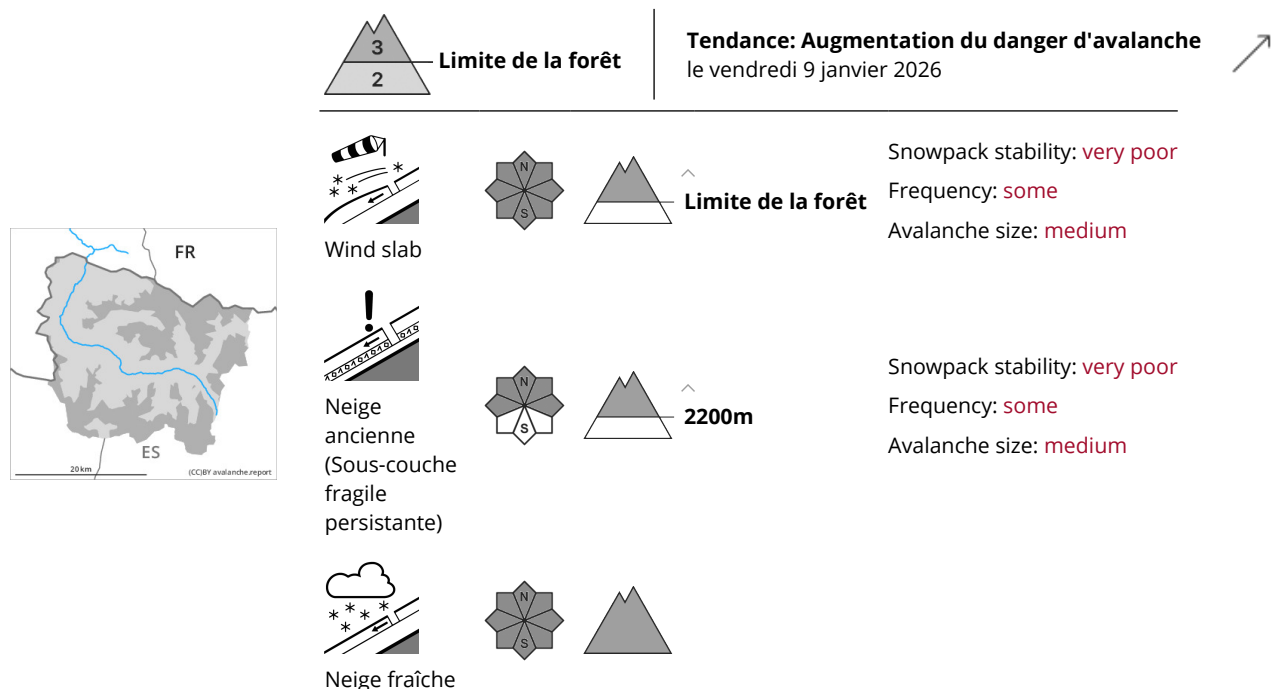 3
2
Limite de la forêt
Tendance: Augmentation du danger d'avalanche
le vendredi 9 janvier 2026
N
S
Wind slab
Limite de la forêt
Snowpack stability: very poor
Frequency: some
Avalanche size: medium
FR
ES
20 km
(CC)BY avalanche.report
N
S
Neige
ancienne
(Sous-couche
fragile
persistante)
2200m
Snowpack stability: very poor
Frequency: some
Avalanche size: medium
N
S
Neige fraîche